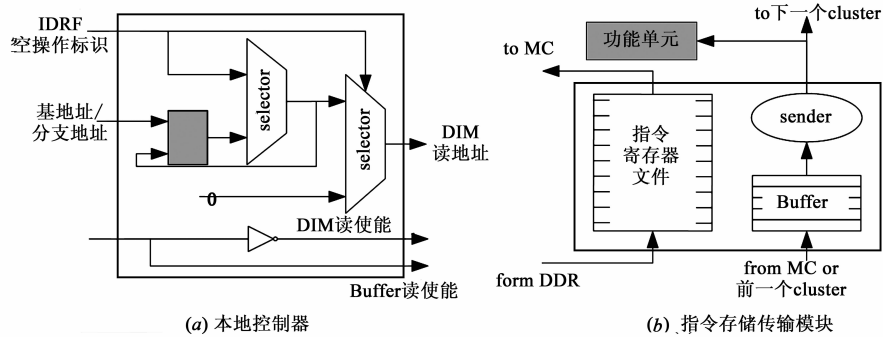 IDRF
空操作标识
基地址/
分支地址
selector
selector
DIM
读地址
0
DIM读使能
Buffer读使能
(a) 本地控制器
to下一个cluster
功能单元
to MC
指令
寄存器
文件
sender
Buffer
form DDR
from MC or
前一个cluster
(b) 指令存储传输模块